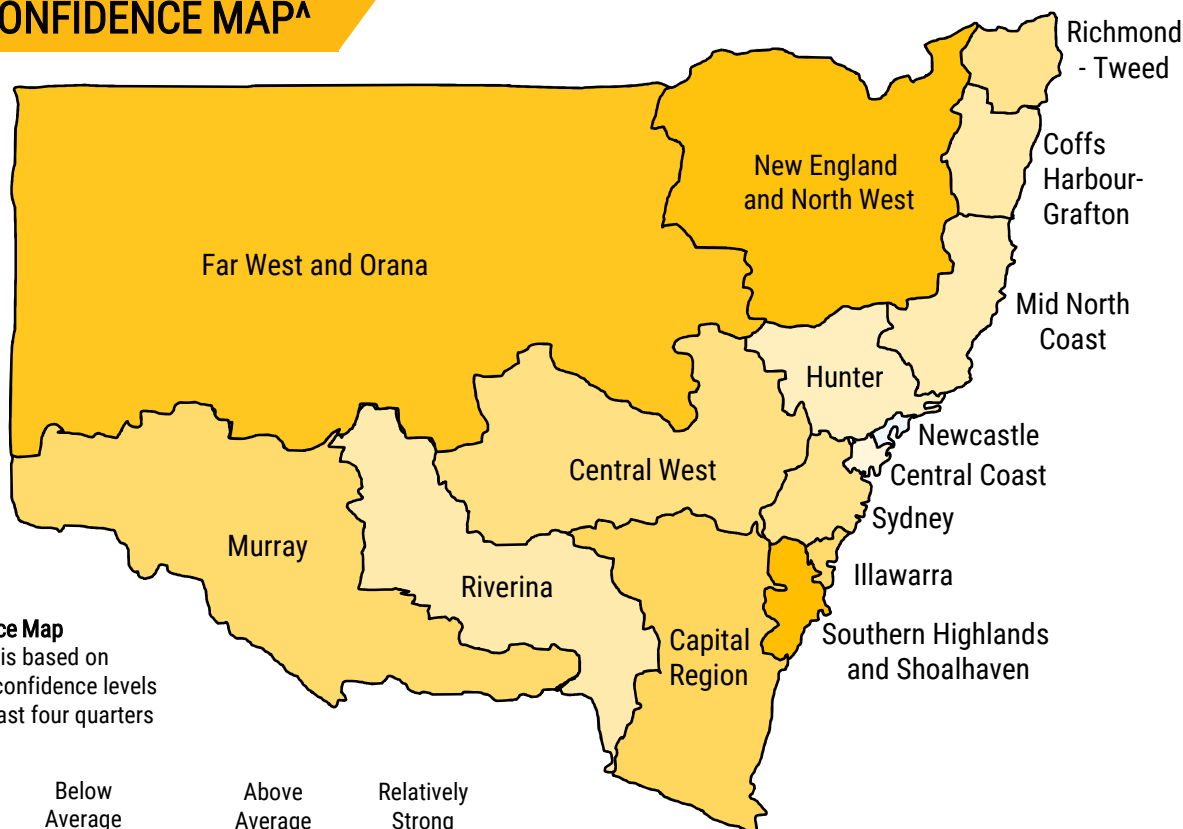 ONFIDENCE MAP^
Richmond
- Tweed
Coffs
Harbour-
Grafton
New England
and North West
Far West and Orana
Mid North
Coast
Hunter
Newcastle
Central West
Central Coast
Sydney
Murray
Illawarra
Riverina
Capital
Region
Southern Highlands
and Shoalhaven
ce Map
is based on
confidence levels
ast four quarters
Below
Average
Above
Average
Relatively
Strong